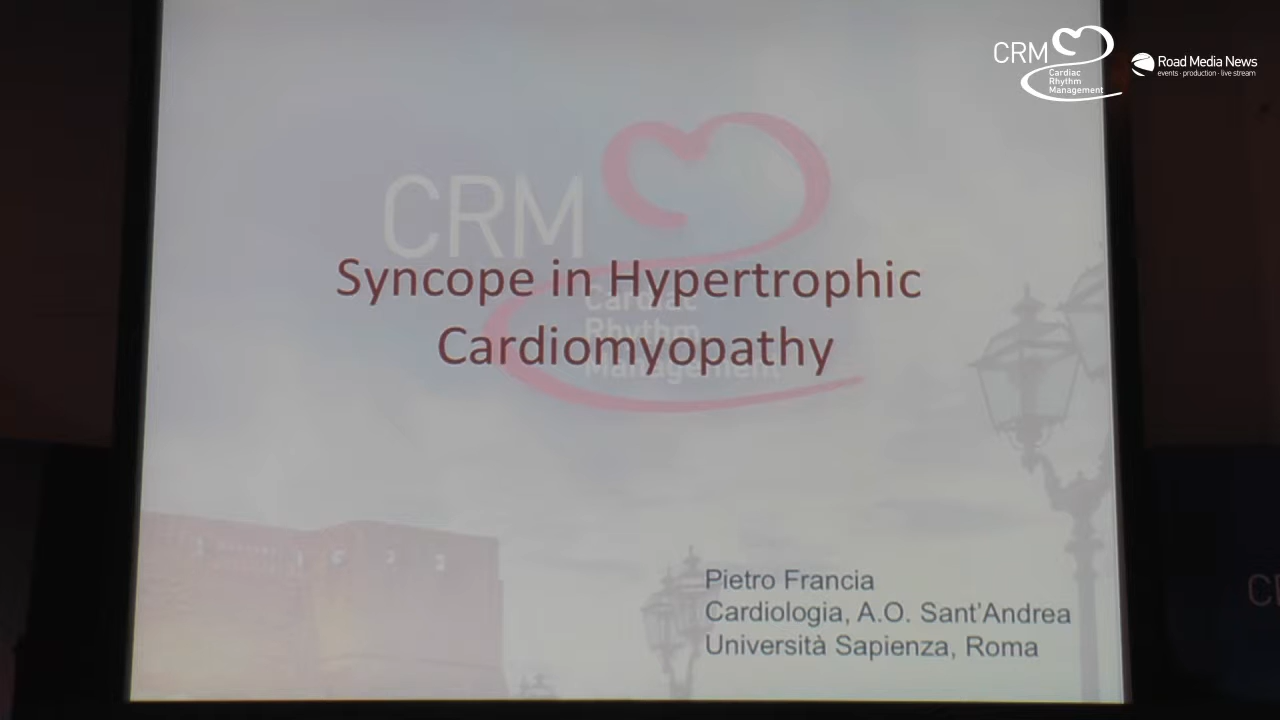 CRM
Cardiac
Rhythm
Management
Road Media News
events · production · live stream
CRM
Syncope in Hypertrophic
Cardiac
Rhythm
Cardiomyopathy
Management
Pietro Francia
Cardiologia, A.O. Sant'Andrea
Università Sapienza, Roma